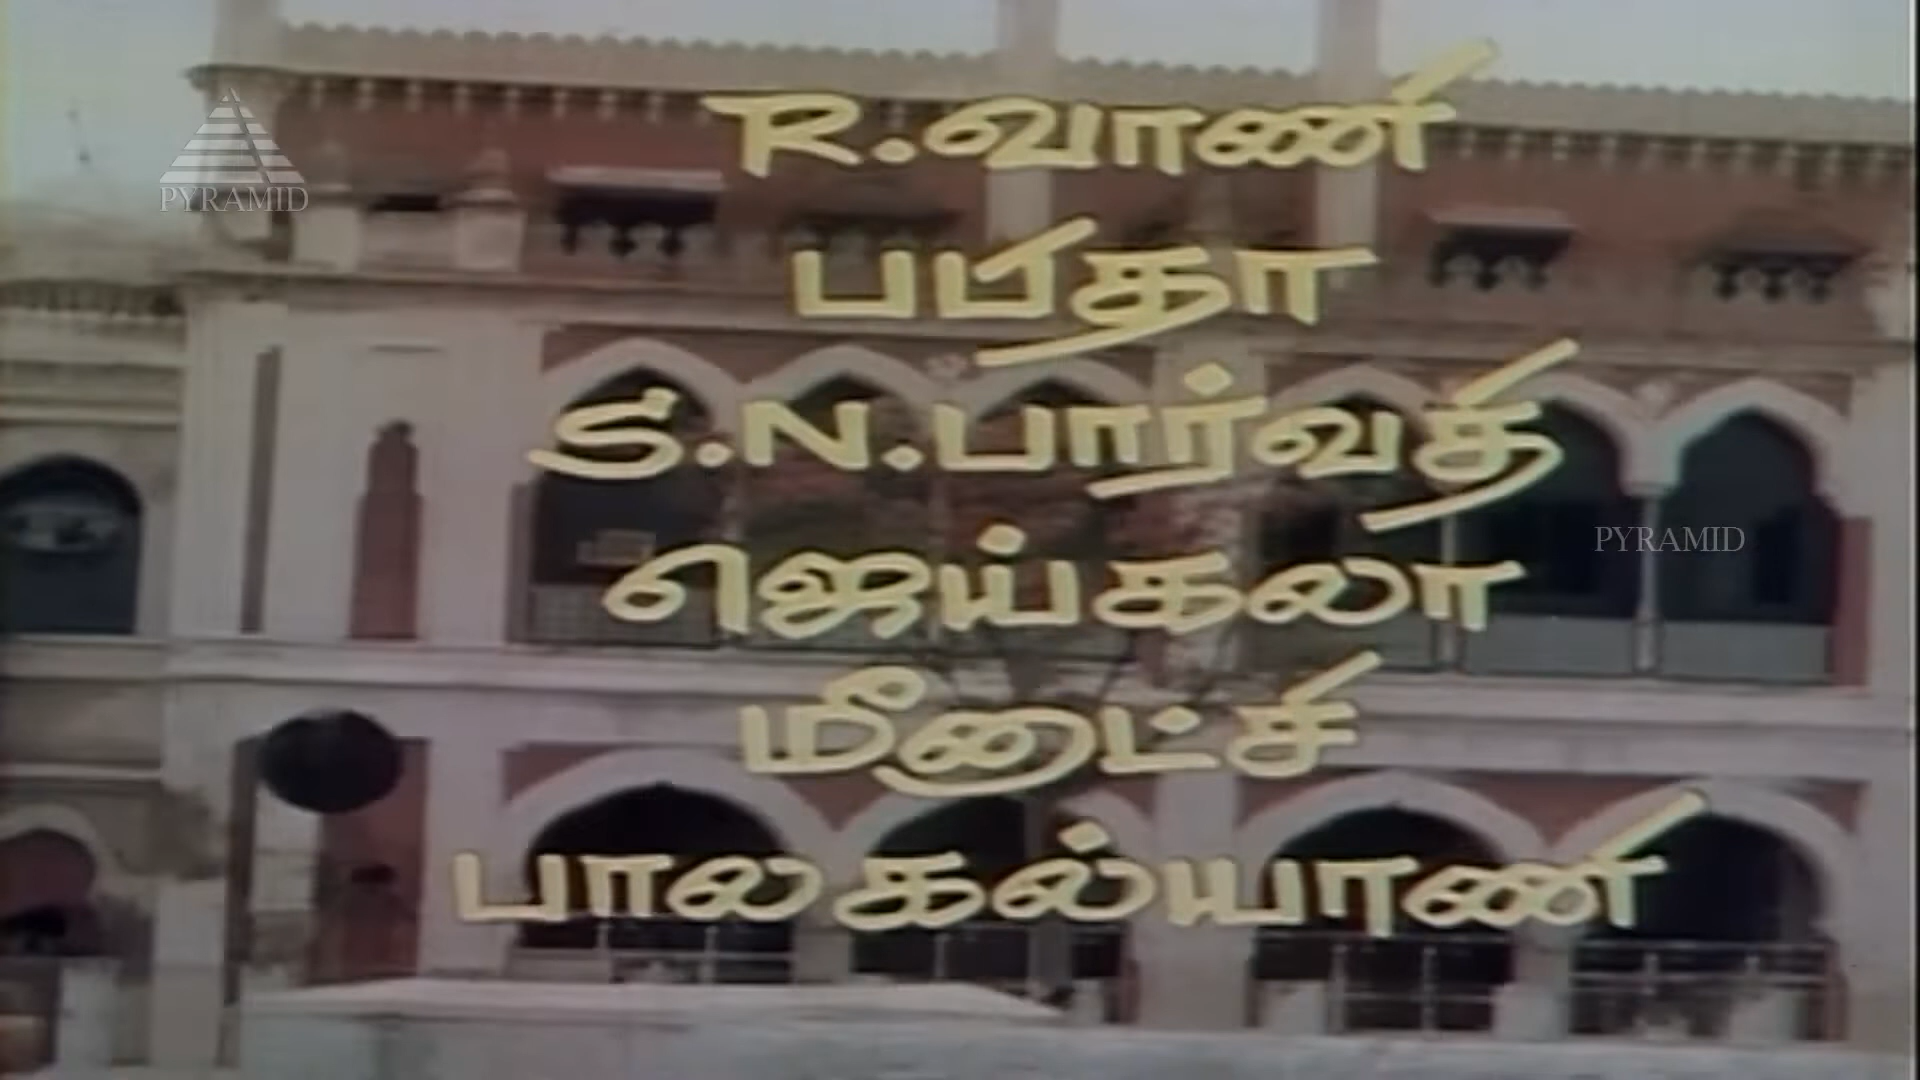 R.வாணி
பபிதா
S.N.பார்வதி
ஜெய்கலா
மீனாட்சி
பாலகல்யாணி
PYRAMID
PYRAMID